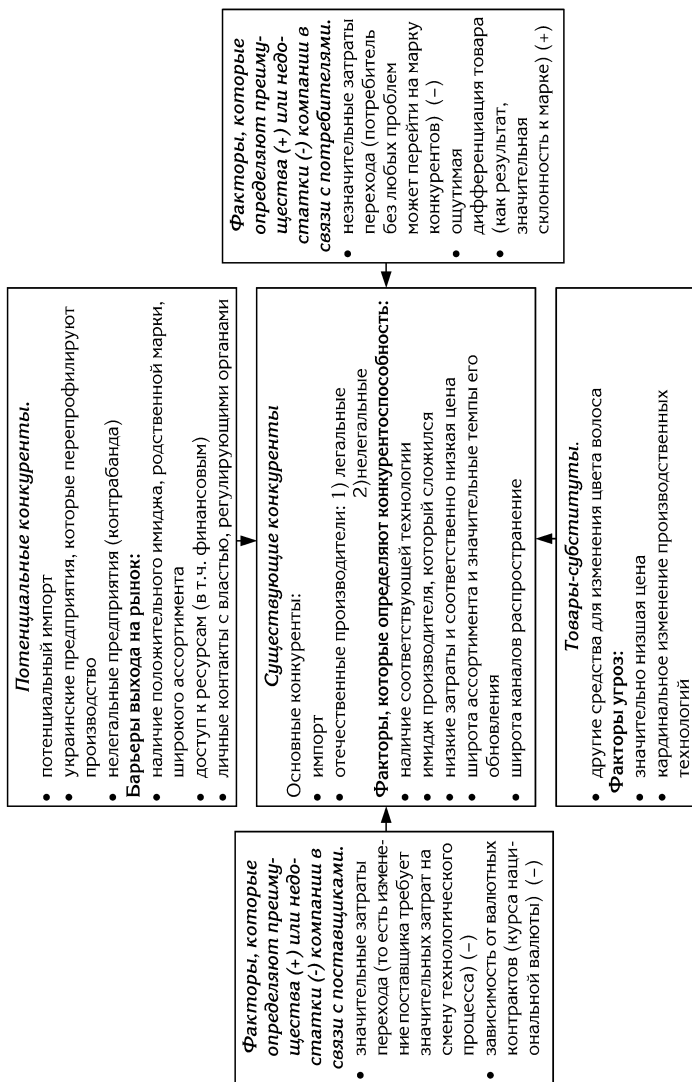 Потенциальные конкуренты.
• потенциальный импорт
• украинские предприятия, которые перепрофилируют
производство
• нелегальные предприятия (контрабанда)
Барьеры выхода на рынок:
• наличие положительного имиджа, родственной марки,
широкого ассортимента
• доступ к ресурсам (в т.ч. финансовым)
• личные контакты с властью, регулирующими органами
Факторы, которые
определяют преиму-
щества (+) или недо-
статки (-) компании в
связи с поставщиками.
• значительные затраты
перехода (то есть измене-
ние поставщика требует
значительных затрат на
смену технологического
процесса) (−)
• зависимость от валютных
контрактов (курса наци-
ональной валюты) (−)
Существующие конкуренты
Основные конкуренты:
• импорт
• отечественные производители: 1) легальные
2)нелегальные
Факторы, которые определяют конкурентоспособность:
• наличие соответствующей технологии
• имидж производителя, который сложился
• низкие затраты и соответственно низкая цена
• широта ассортимента и значительные темпы его
обновления
• широта каналов распространение
Факторы, которые
определяют преиму-
щества (+) или недо-
статки (-) компании в
связи с потребителями.
• незначительные затраты
перехода (потребитель
без любых проблем
может перейти на марку
конкурентов) (−)
• ощутимая
дифференциация товара
• (как результат,
значительная
склонность к марке) (+)
Товары-субституты.
• другие средства для изменения цвета волоса
Факторы угроз:
• значительно низшая цена
• кардинальное изменение производственных
технологий